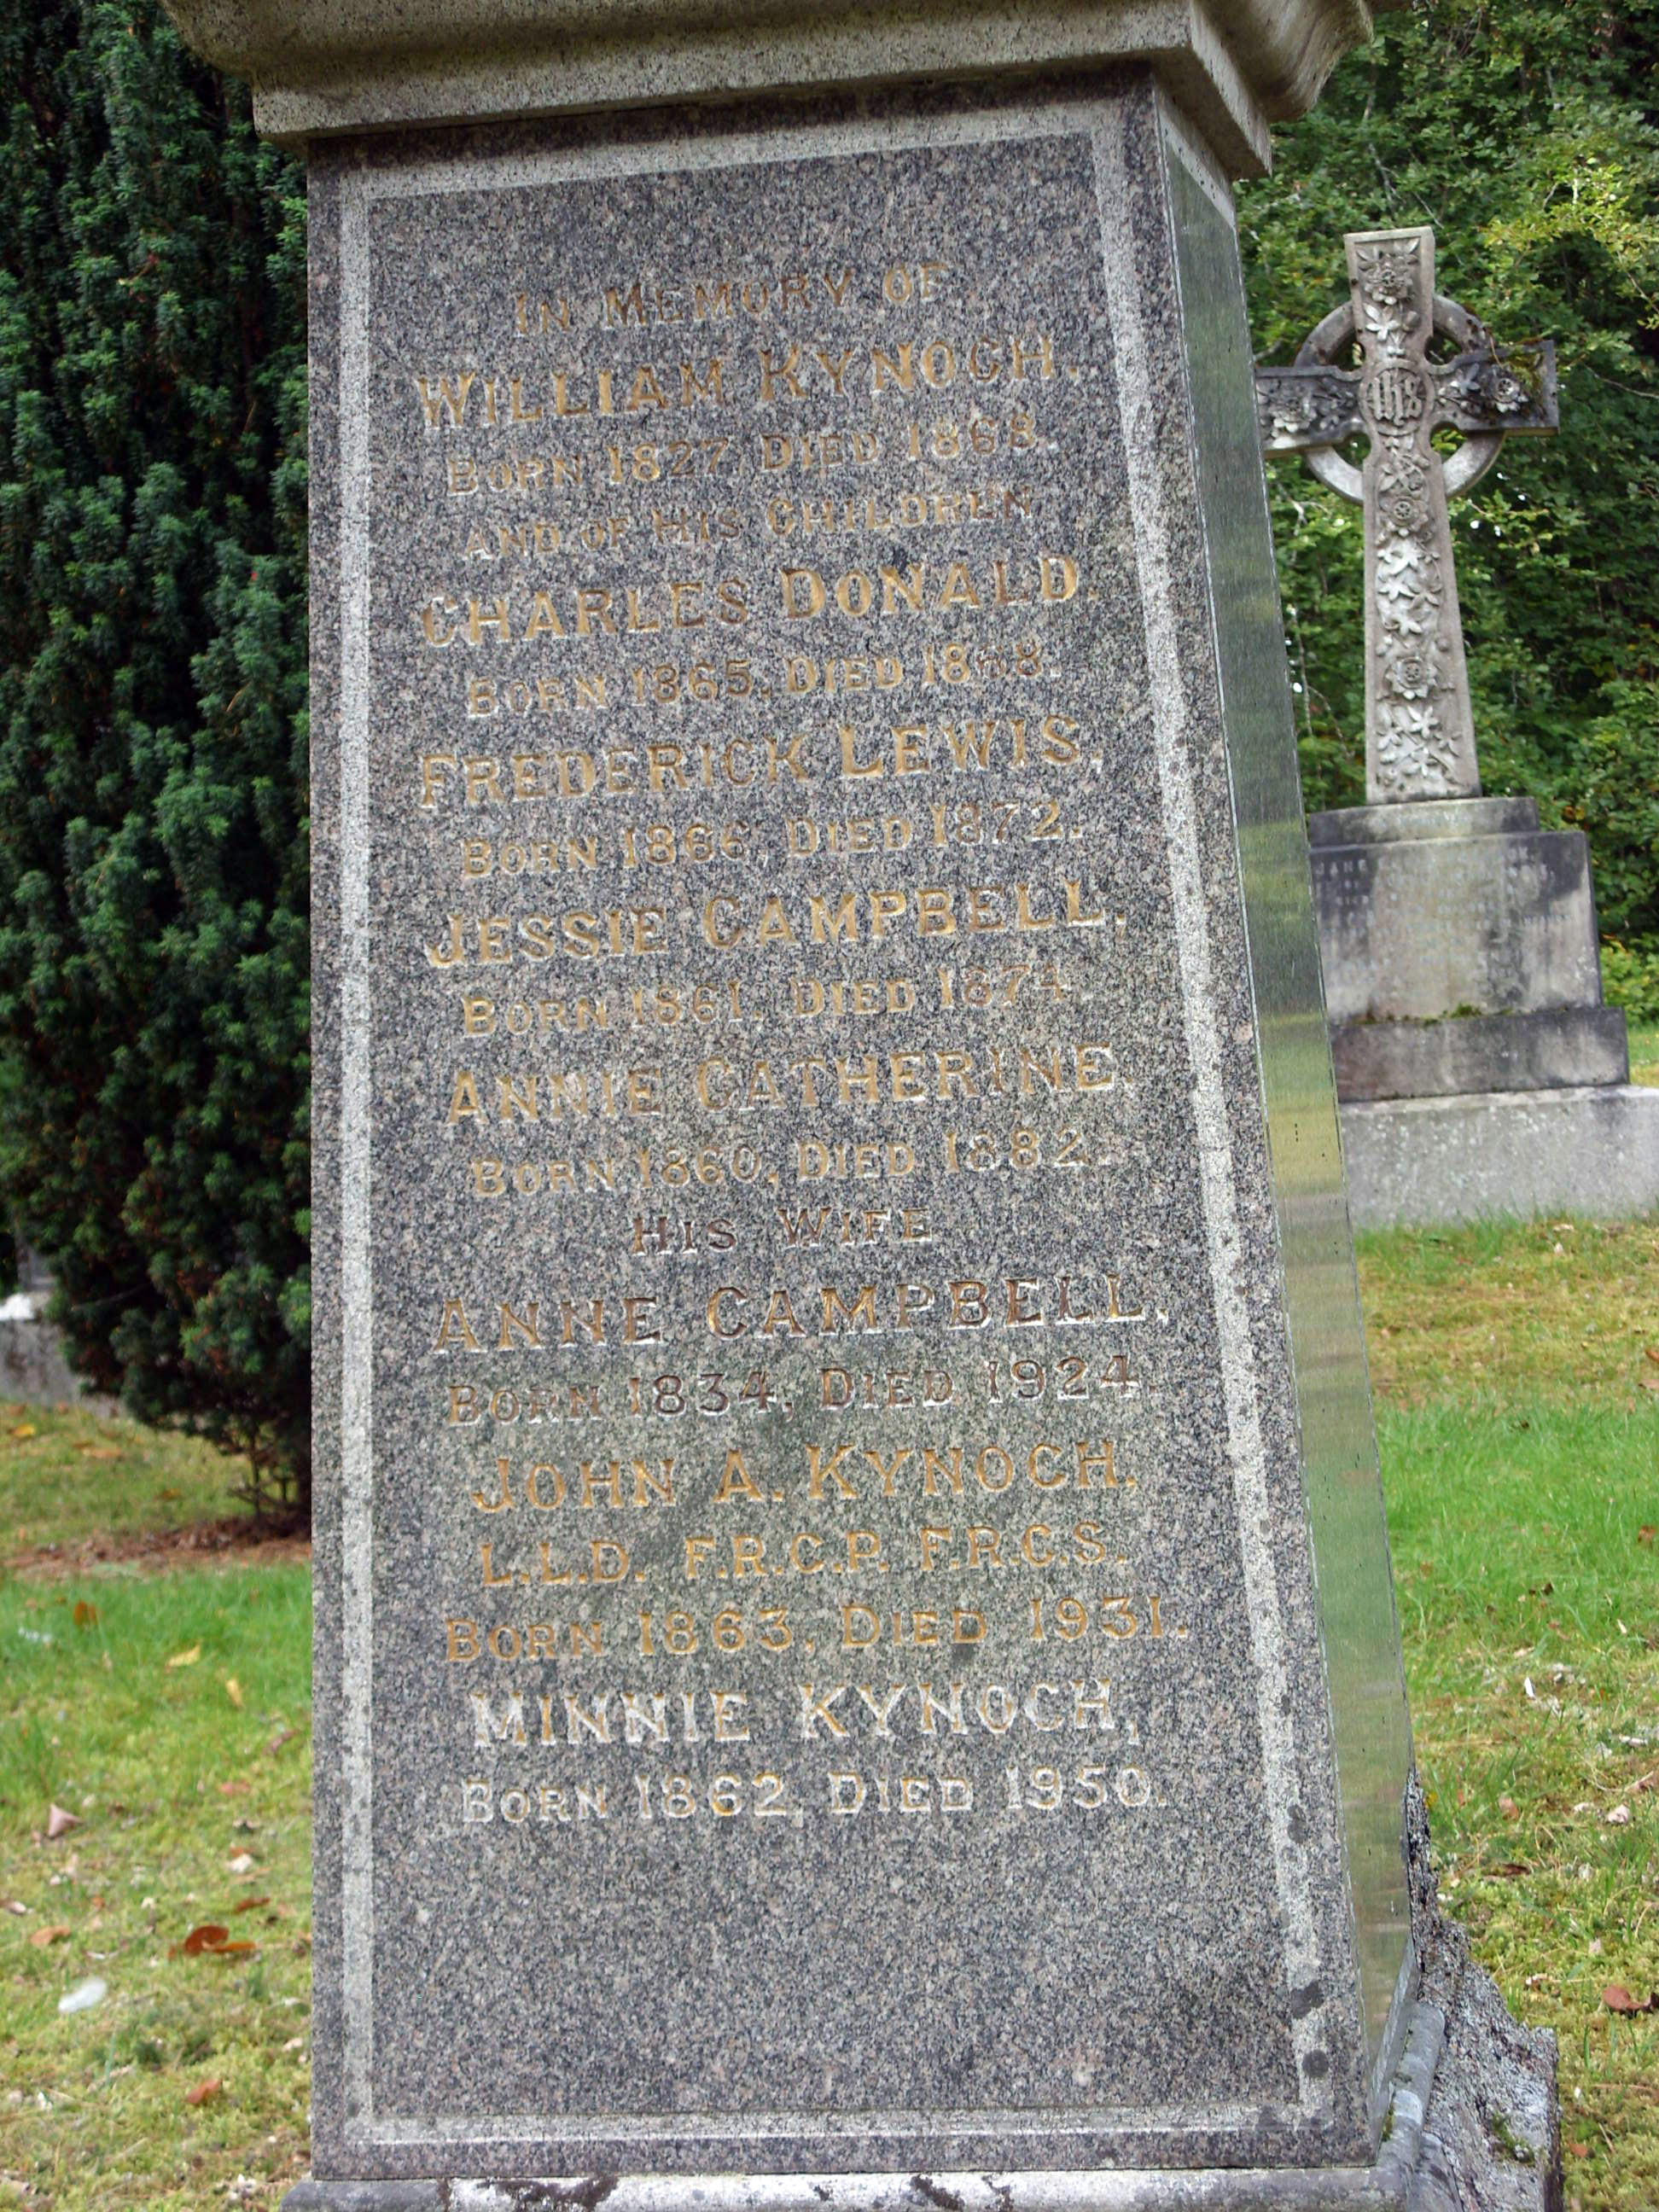 In Memory of
William Kynoch.
Born 1827, Died 1868.
and of His Children
Charles Donald.
Born 1865, Died 1868.
Frederick Lewis,
Born 1866, Died 1872.
Jessie Campbell,
Born 1861, Died 1874
Annie Catherine.
Born 1860, Died 1882.
His Wife
Anne Campbell,
Born 1834, Died 1924.
John A. Kynoch,
L.L.D. F.R.C.P. F.R.C.S.
Born 1863, Died 1931.
Minnie Kynoch,
Born 1862, Died 1950.
IHS
JANE